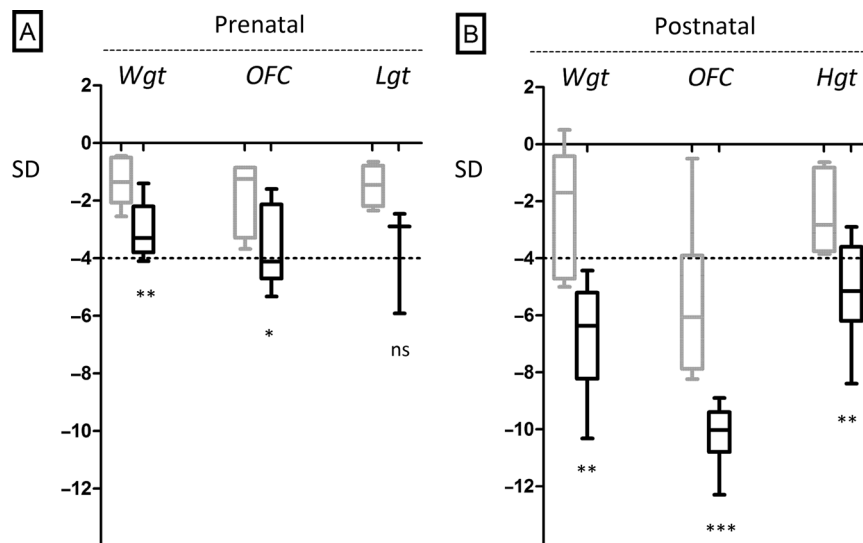 A
Prenatal
Wgt OFC Lgt
2
0
SD
−2
−4
−6
−8
−10
−12
**
*
ns
B
Postnatal
Wgt OFC Hgt
2
0
SD
−2
−4
−6
−8
−10
−12
**
***
**